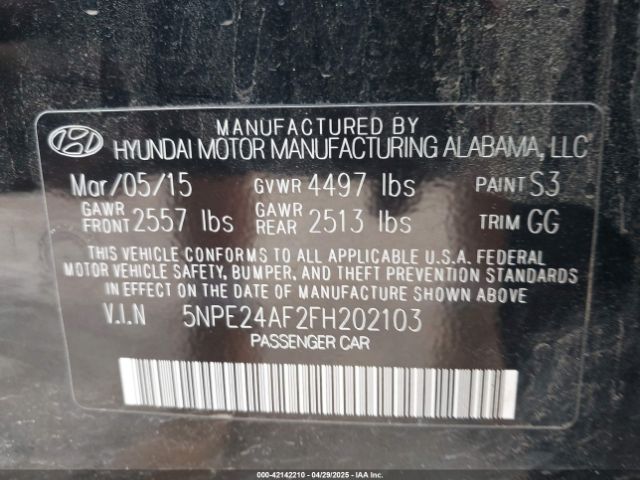 MANUFACTURED BY
HYUNDAI MOTOR MANUFACTURING ALABAMA, LLC
Mar/05/15 GVWR 4497 lbs PAINT S3
GAWR FRONT 2557 lbs GAWR REAR 2513 lbs TRIM GG
THIS VEHICLE CONFORMS TO ALL APPLICABLE U.S.A. FEDERAL
MOTOR VEHICLE SAFETY, BUMPER, AND THEFT PREVENTION STANDARDS
IN EFFECT ON THE DATE OF MANUFACTURE SHOWN ABOVE
V.I.N 5NPE24AF2FH202103
PASSENGER CAR
000-42142210 - 04/29/2025 - IAAI.com